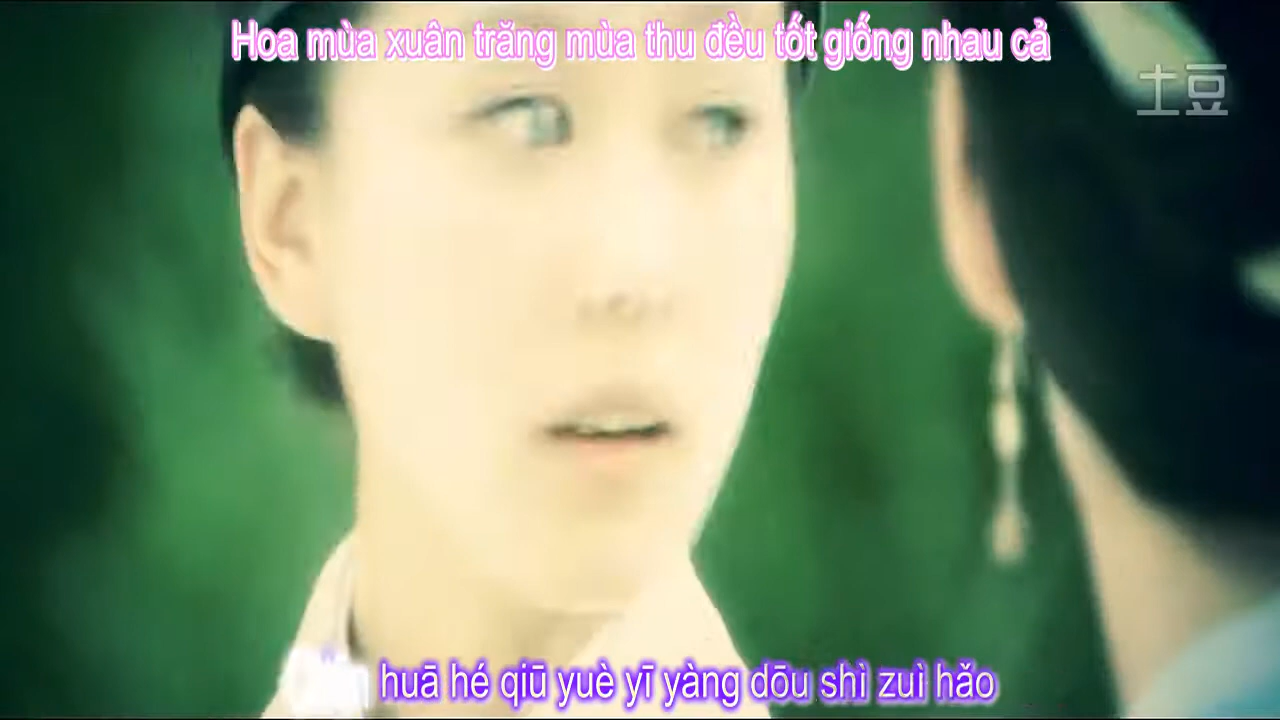 Hoa mùa xuân trăng mùa thu đều tốt giống nhau cả
土豆
huā hé qiū yuè yī yàng dōu shì zuì hǎo